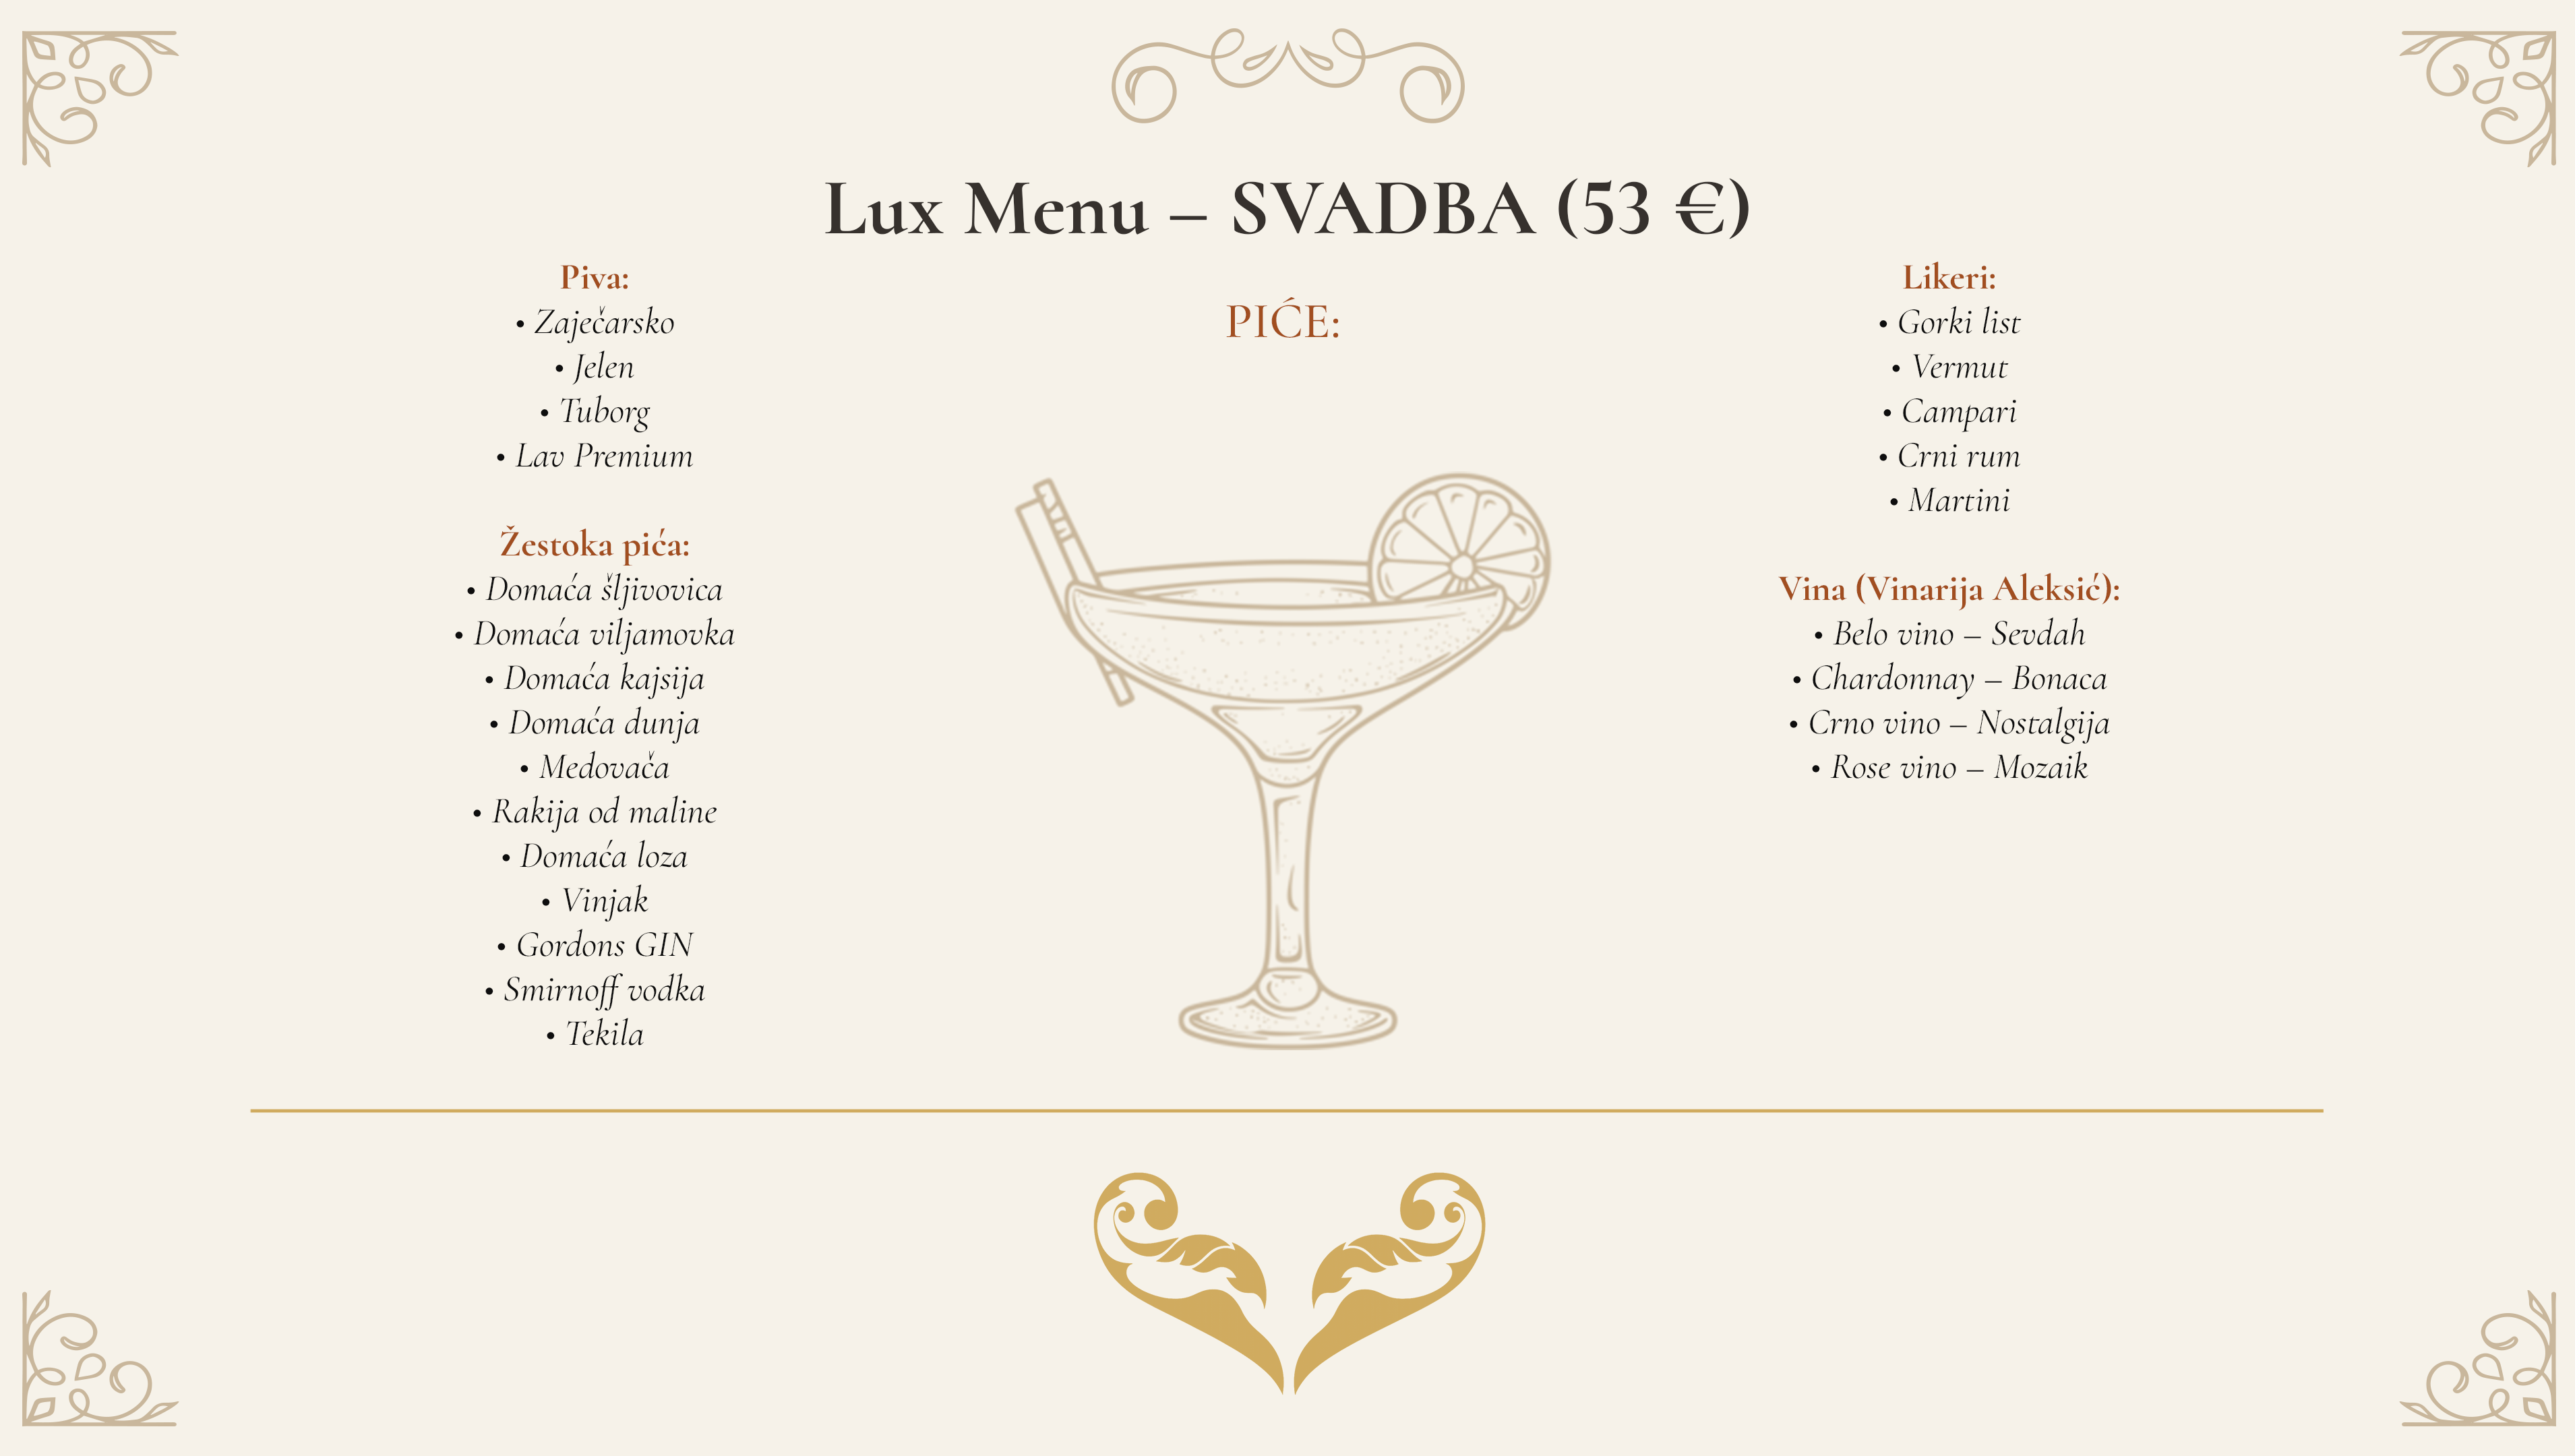 Lux Menu – SVADBA (53 €)
PIĆE:
Piva:
• Zaječarsko
• Jelen
• Tuborg
• Lav Premium
Žestoka pića:
• Domaća šljivovica
• Domaća viljamovka
• Domaća kajsija
• Domaća dunja
• Medovača
• Rakija od maline
• Domaća loza
• Vinjak
• Gordons GIN
• Smirnoff vodka
• Tekila
Likeri:
• Gorki list
• Vermut
• Campari
• Crni rum
• Martini
Vina (Vinarija Aleksić):
• Belo vino – Sevdah
• Chardonnay – Bonaca
• Crno vino – Nostalgija
• Rose vino – Mozaik